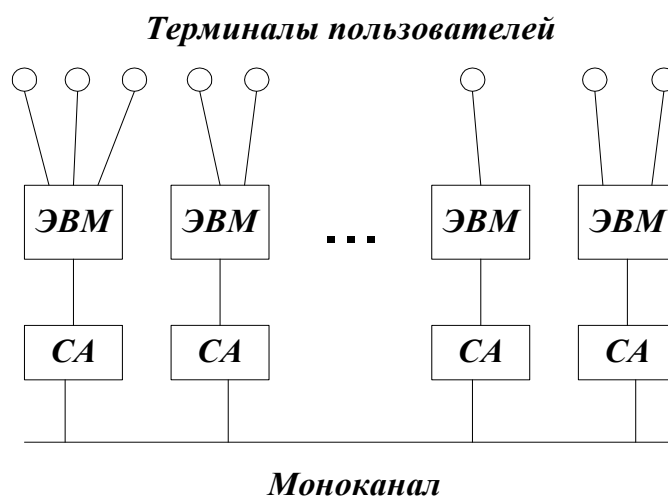 Терминалы пользователей
ЭВМ ЭВМ ... ЭВМ ЭВМ
СА СА СА СА
Моноканал